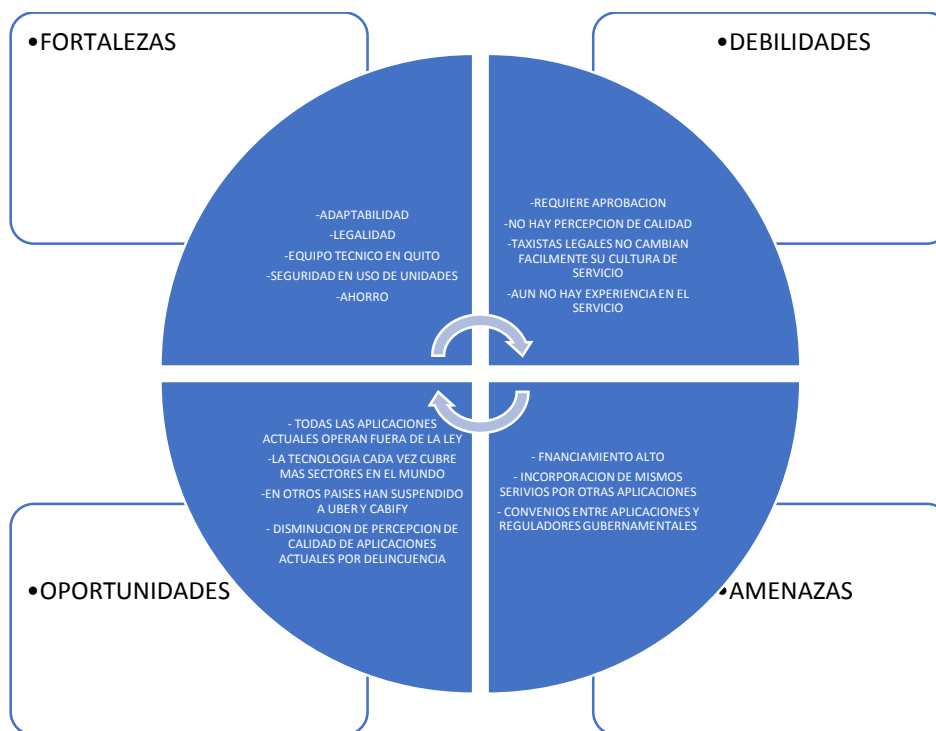 •FORTALEZAS
-ADAPTABILIDAD
-LEGALIDAD
-EQUIPO TECNICO EN QUITO
-SEGURIDAD EN USO DE UNIDADES
-AHORRO
•DEBILIDADES
-REQUIERE APROBACION
-NO HAY PERCEPCION DE CALIDAD
-TAXISTAS LEGALES NO CAMBIAN
FACILMENTE SU CULTURA DE
SERVICIO
-AUN NO HAY EXPERIENCIA EN EL
SERVICIO
- TODAS LAS APLICACIONES
ACTUALES OPERAN FUERA DE LA LEY
-LA TECNOLOGIA CADA VEZ CUBRE
MAS SECTORES EN EL MUNDO
-EN OTROS PAISES HAN SUSPENDIDO
A UBER Y CABIFY
- DISMINUCION DE PERCEPCION DE
CALIDAD DE APLICACIONES
ACTUALES POR DELINCUENCIA
•OPORTUNIDADES
- FNANCIAMIENTO ALTO
- INCORPORACION DE MISMOS
SERIVIOS POR OTRAS APLICACIONES
- CONVENIOS ENTRE APLICACIONES Y
REGULADORES GUBERNAMENTALES
•AMENAZAS